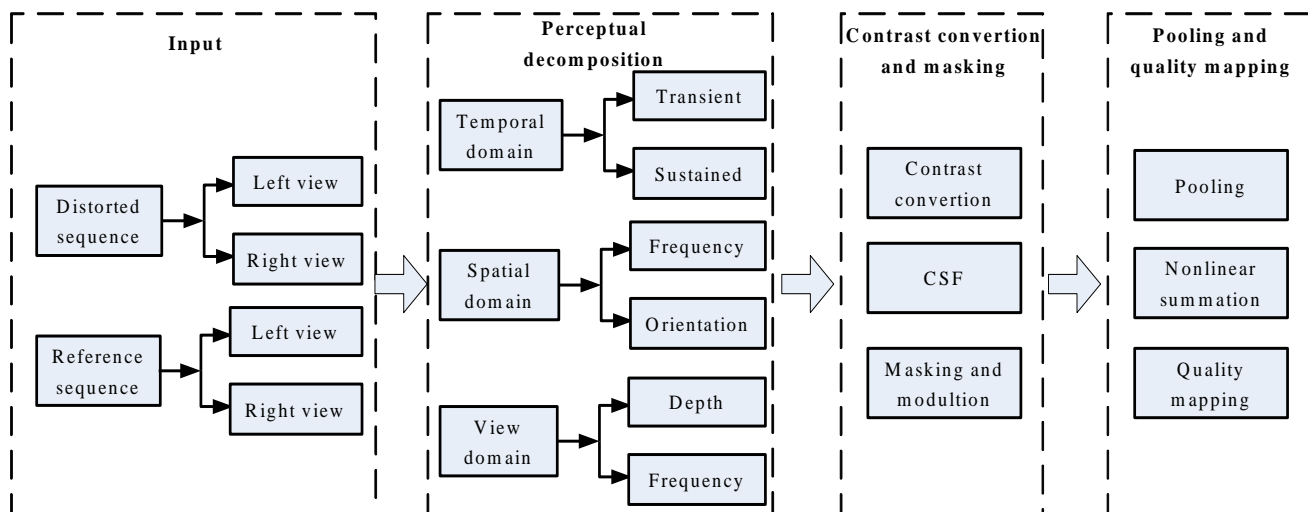 Input
Distorted
sequence
Left view
Right view
Reference
sequence
Left view
Right view
Perceptual
decomposition
Temporal
domain
Transient
Sustained
Spatial
domain
Frequency
Orientation
View
domain
Depth
Frequency
Contrast convertion
and masking
Contrast
convertion
CSF
Masking and
modultion
Pooling and
quality mapping
Pooling
Nonlinear
summation
Quality
mapping